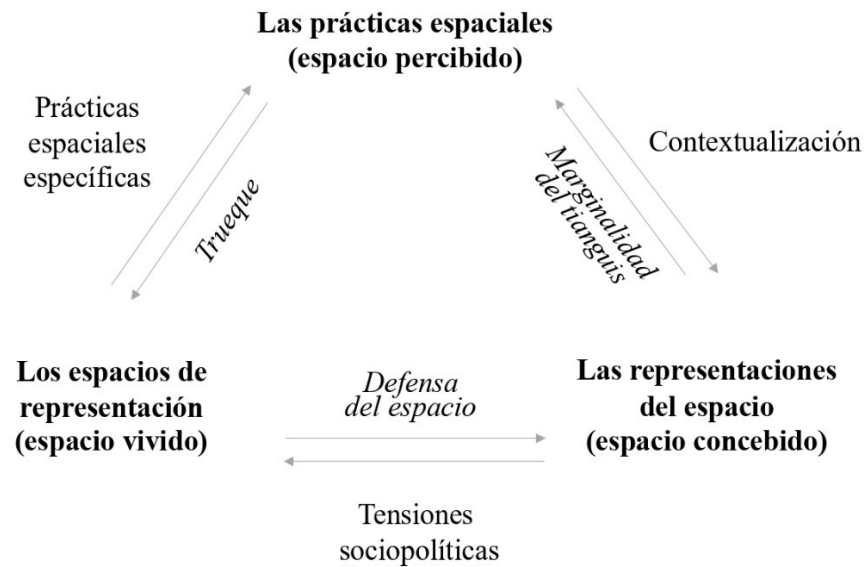 Las prácticas espaciales
(espacio percibido)
Prácticas
espaciales
específicas
Trueque
Marginalidad
del tianguis
Contextualización
Los espacios de
representación
(espacio vivido)
Defensa
del espacio
Las representaciones
del espacio
(espacio concebido)
Tensiones
sociopolíticas